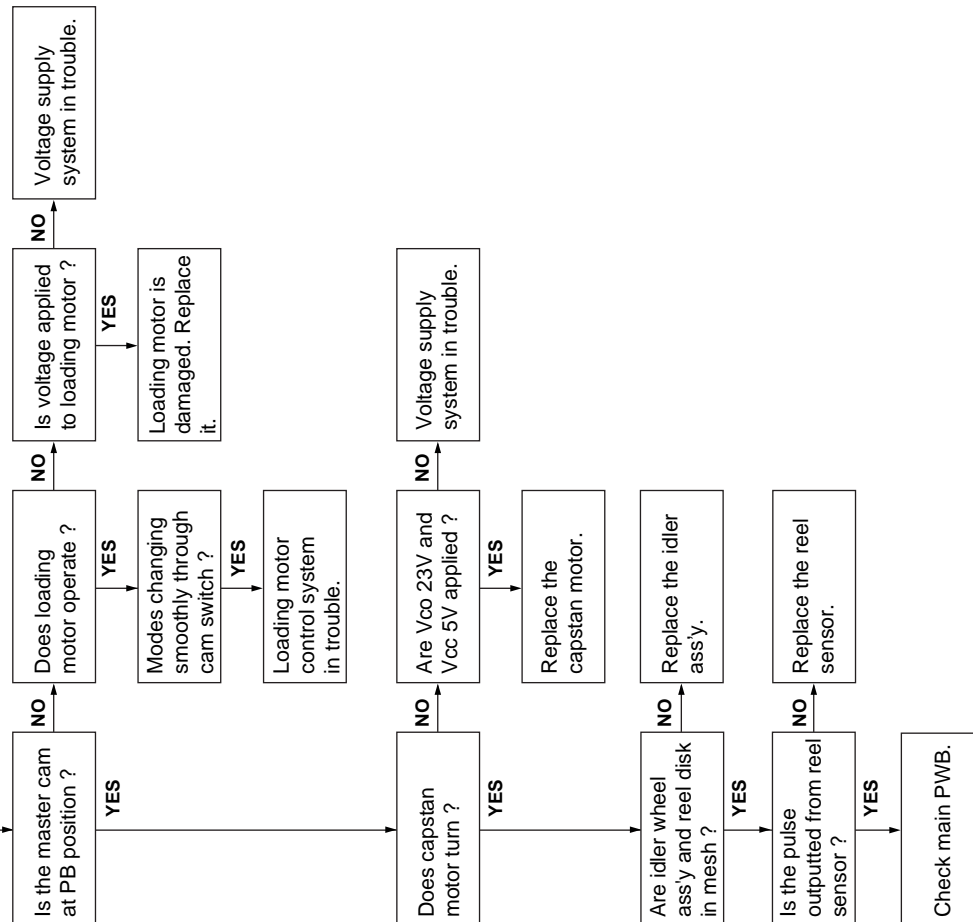 Is the master cam
at PB position ?
NO
Does loading
motor operate ?
NO
Is voltage applied
to loading motor ?
NO
Voltage supply
system in trouble.
YES
Loading motor is
damaged. Replace
it.
YES
Modes changing
smoothly through
cam switch ?
YES
Loading motor
control system
in trouble.
YES
Does capstan
motor turn ?
NO
Are Vco 23V and
Vcc 5V applied ?
NO
Voltage supply
system in trouble.
YES
Replace the
capstan motor.
YES
Are idler wheel
ass'y and reel disk
in mesh ?
NO
Replace the idler
ass'y.
YES
Is the pulse
outputted from reel
sensor ?
NO
Replace the reel
sensor.
YES
Check main PWB.